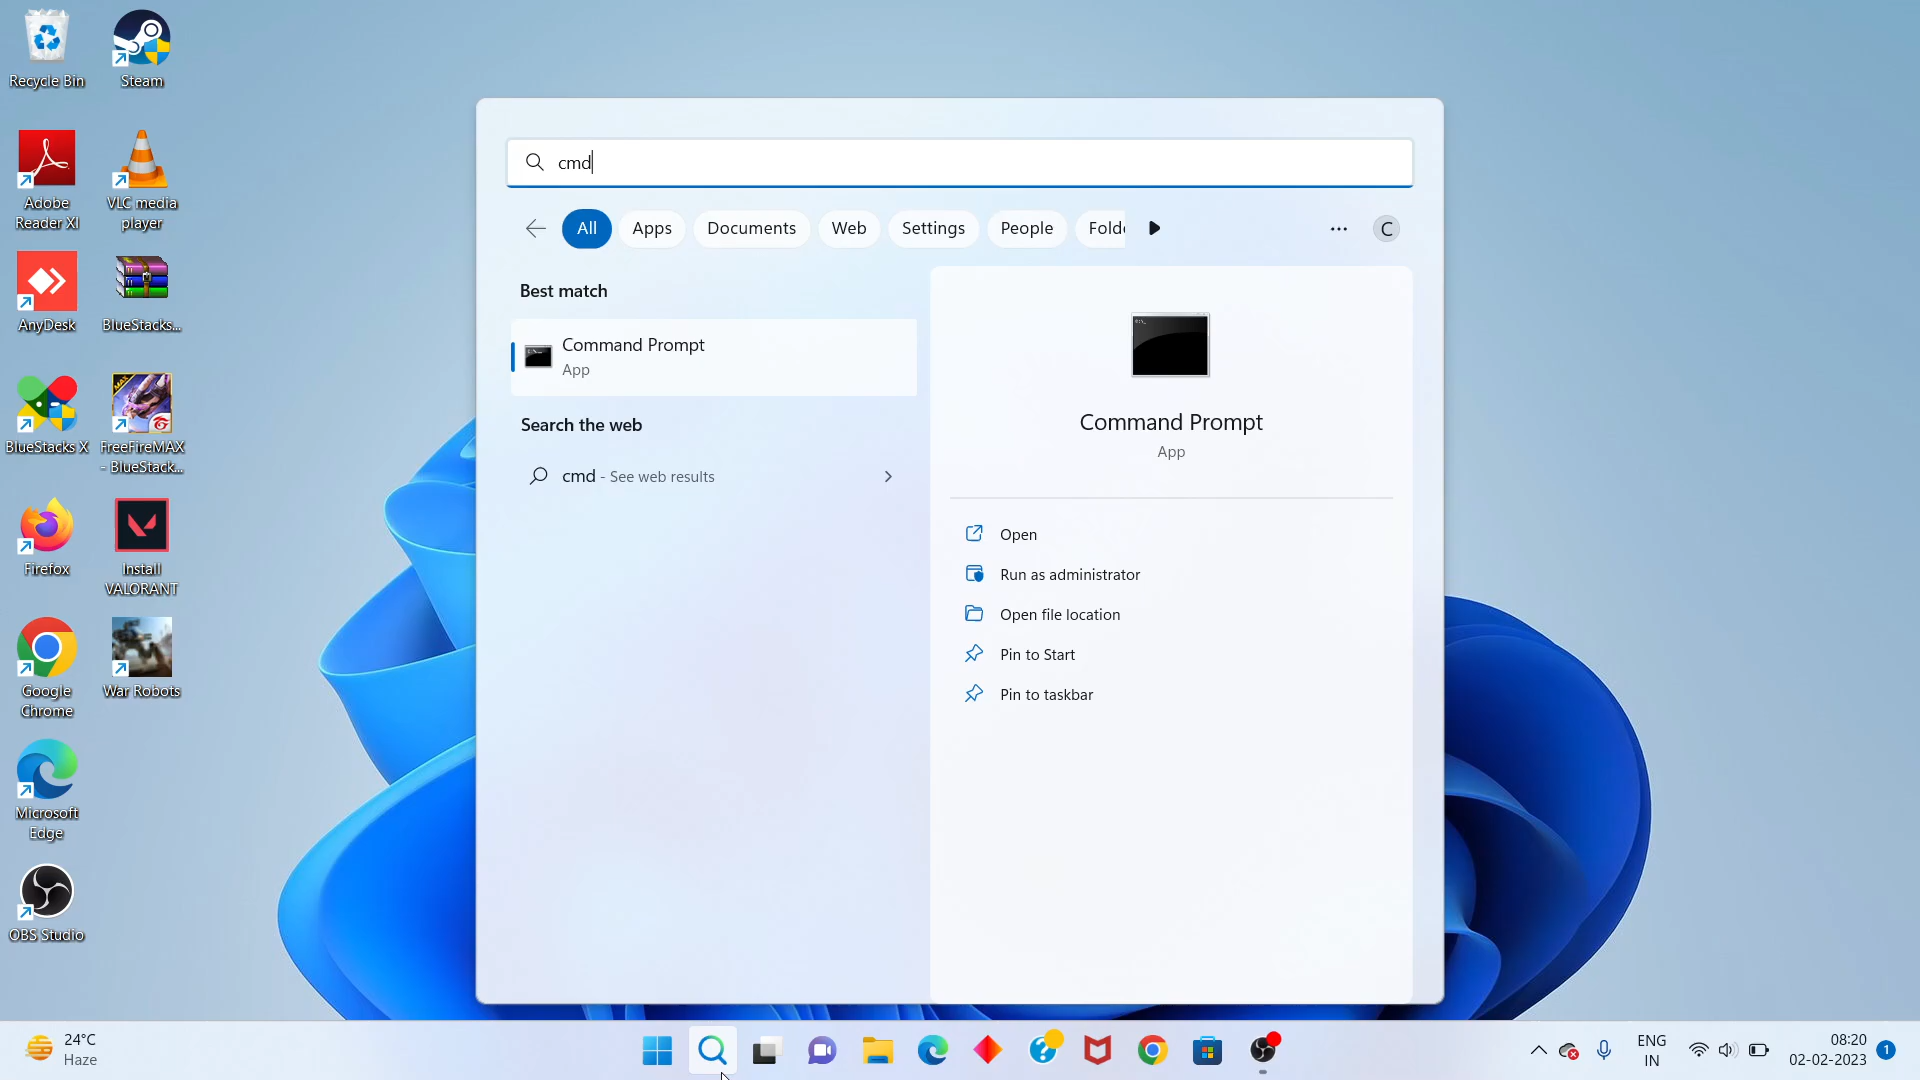 Recycle Bin
Steam
Adobe
Reader XI
VLC media
player
AnyDesk
BlueStacks...
BlueStacks X
MAX
FreeFireMAX
- BlueStack...
Firefox
Install
VALORANT
Google
Chrome
War Robots
Microsoft
Edge
OBS Studio
cmd
All
Apps
Documents
Web
Settings
People
Folde
C
Best match
Command Prompt
App
Search the web
cmd - See web results
Command Prompt
App
Open
Run as administrator
Open file location
Pin to Start
Pin to taskbar
24°C
Haze
ENG
IN
08:20
02-02-2023
1